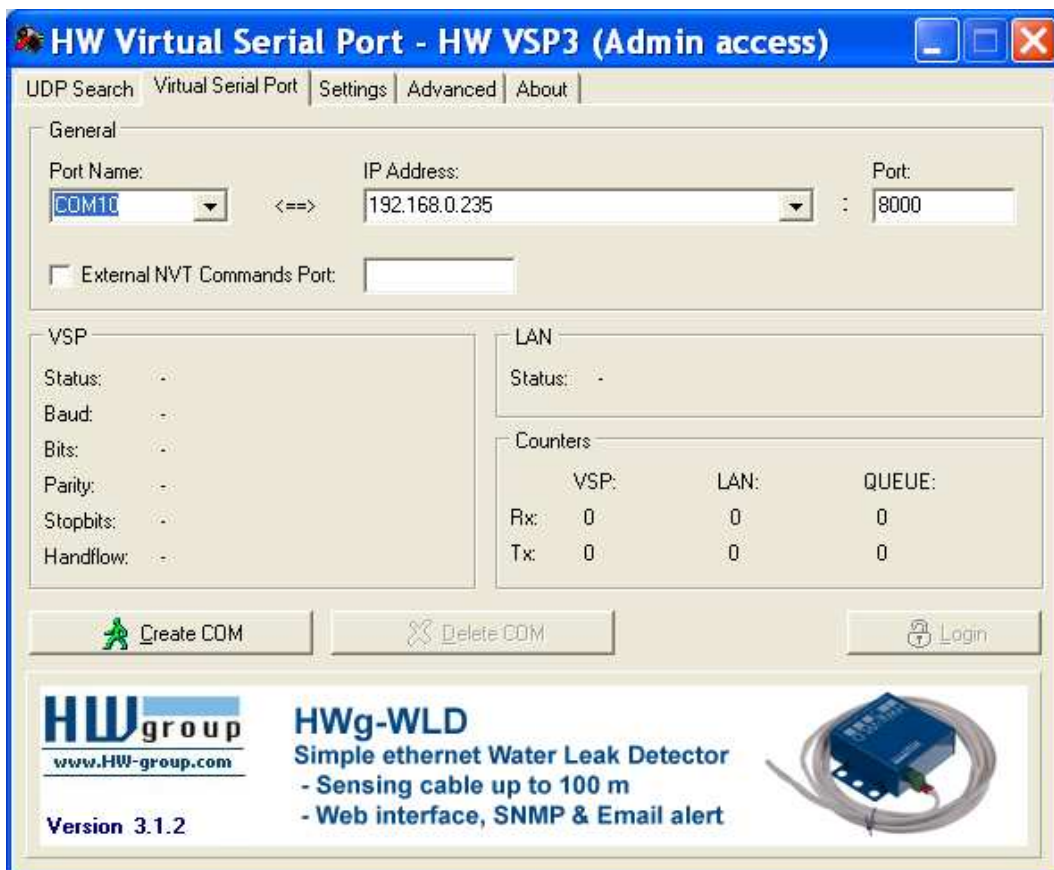 HW Virtual Serial Port - HW VSP3 (Admin access)
UDP Search Virtual Serial Port Settings Advanced About
General
Port Name: IP Address: Port:
COM10 <==> 192.168.0.235 : 8000
External NVT Commands Port:
VSP
Status: -
Baud: -
Bits: -
Parity: -
Stopbits: -
Handflow: -
LAN
Status: -
Counters
VSP: LAN: QUEUE:
Rx: 0 0 0
Tx: 0 0 0
Create COM Delete COM Login
HWgroup
www.HW-group.com
Version 3.1.2
HWg-WLD
Simple ethernet Water Leak Detector
- Sensing cable up to 100 m
- Web interface, SNMP & Email alert